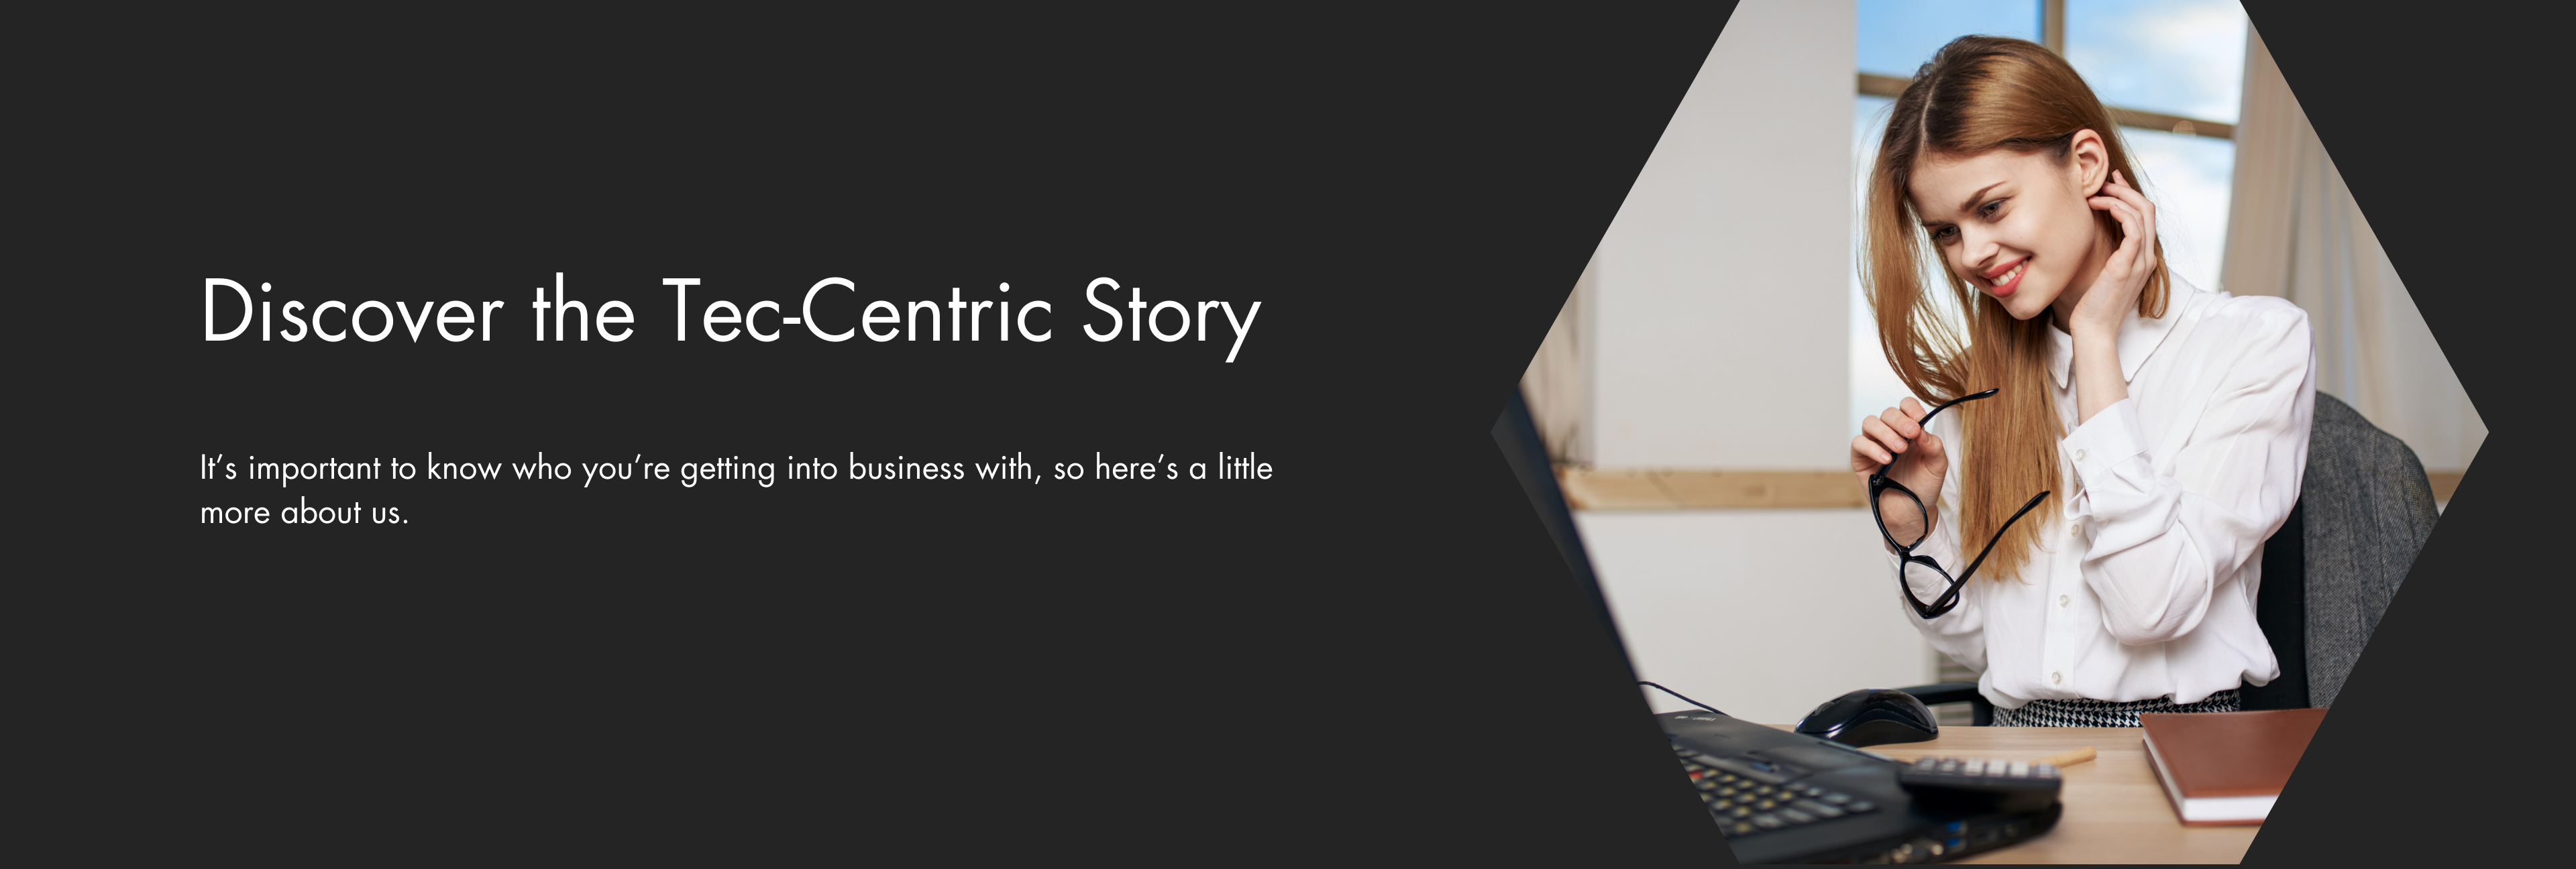 Discover the Tec-Centric Story
It’s important to know who you’re getting into business with, so here’s a little
more about us.